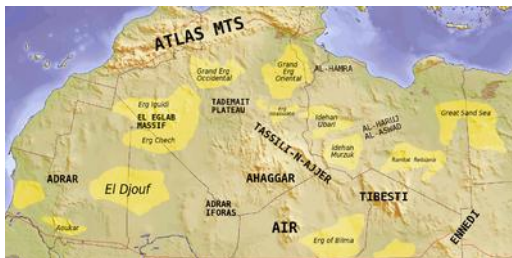 ATLAS MTS
Grand Erg
Occidental
Grand
Erg
Oriental
AL-HAMRA
Erg Iguidi
TADEMAIT
PLATEAU
Erg
EL EGLAB
MASSIF
Idehan
Ubari
Great Sand Sea
AL-HARUJ
AL-ASWAD
Erg Chech
TASSILI-N-AJJER
Idehan
Murzuk
ADRAR
El Djouf
AHAGGAR
TIBESTI
ADRAR
IFORAS
Aoukar
AIR
Erg of Bilma
ENNEDI